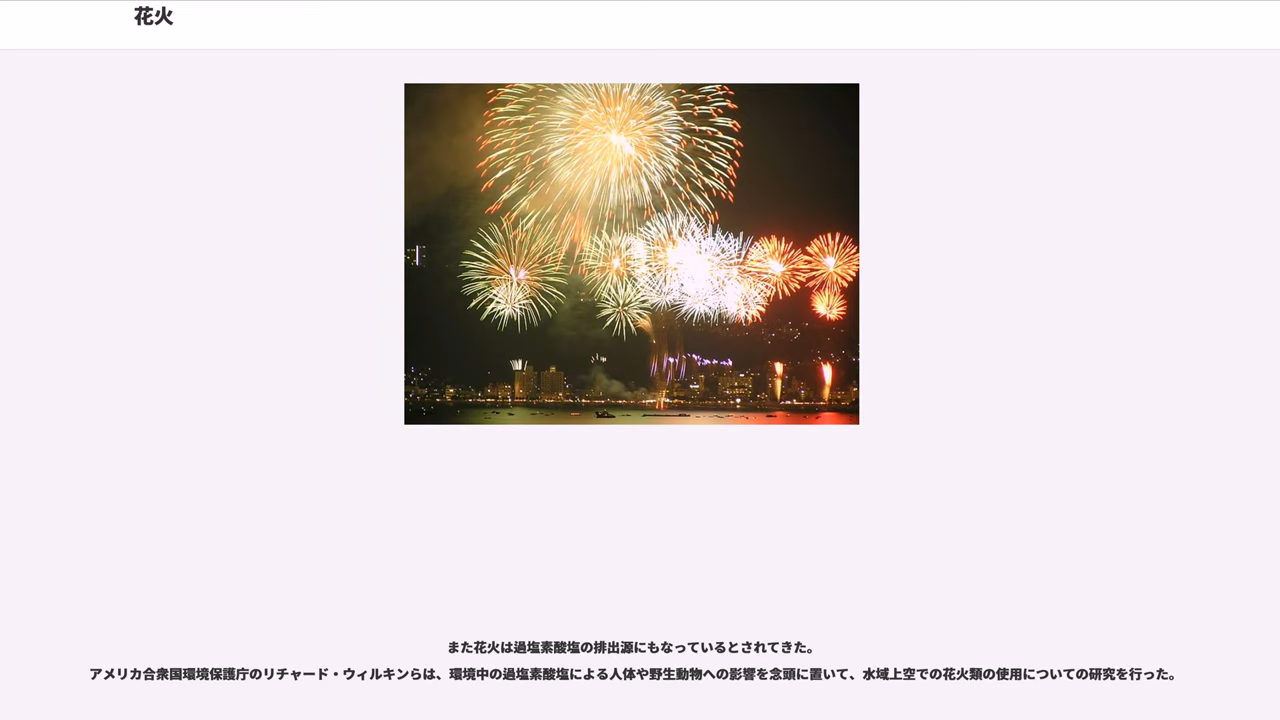 花火
また花火は過塩素酸塩の排出源にもなっているとされてきた。
アメリカ合衆国環境保護庁のリチャード・ウィルキンらは、環境中の過塩素酸塩による人体や野生動物への影響を念頭に置いて、水域上空での花火類の使用についての研究を行った。